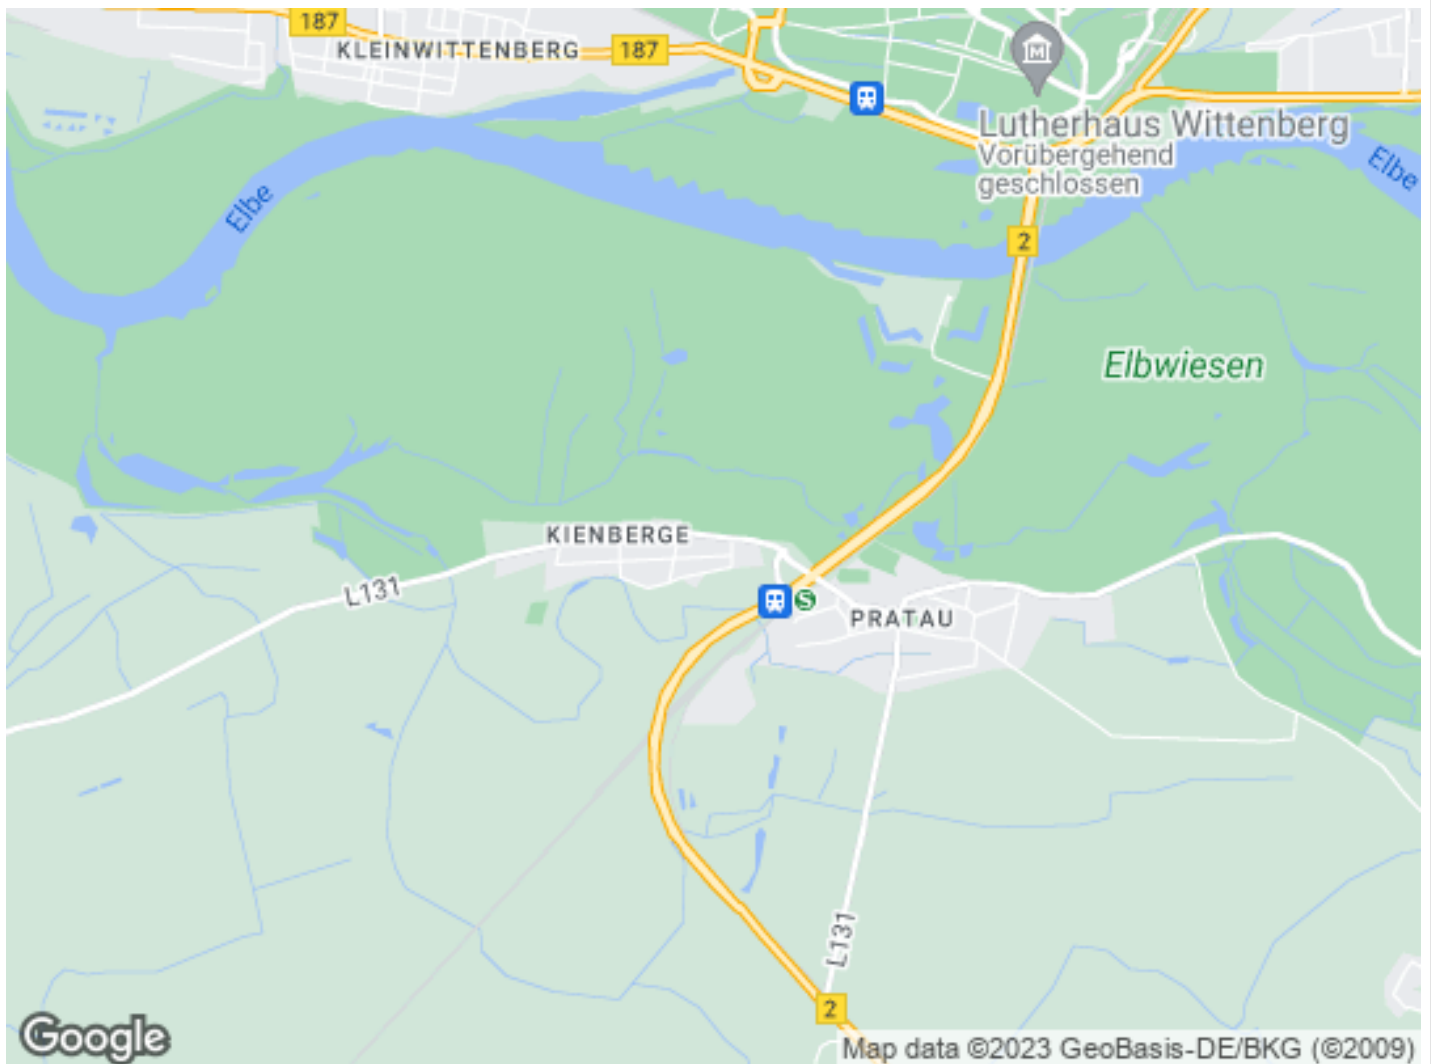 187
KLEINWITTENBERG
187
Lutherhaus Wittenberg
Vorübergehend
geschlossen
Elbe
Elbe
2
Elbwiesen
KIENBERGE
L131
S
PRATAU
L131
2
Google
Map data ©2023 GeoBasis-DE/BKG (©2009)